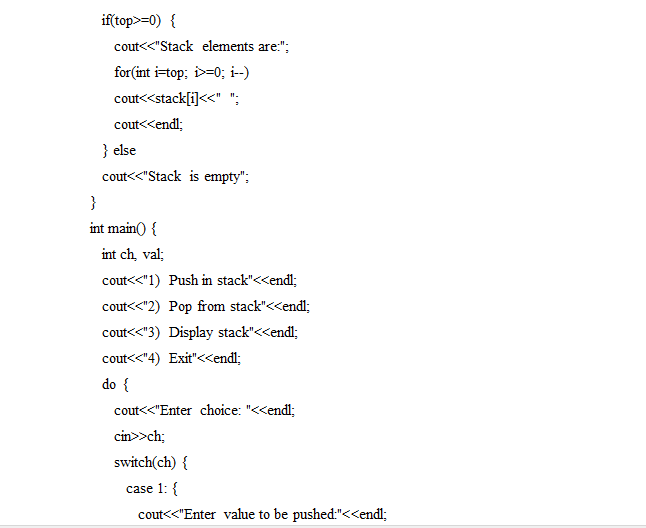 if(top>=0) {
cout<<"Stack elements are:";
for(int i=top; i>=0; i--)
cout<<stack[i]<<" ";
cout<<endl;
} else
cout<<"Stack is empty";
}
int main() {
int ch, val;
cout<<"1) Push in stack"<<endl;
cout<<"2) Pop from stack"<<endl;
cout<<"3) Display stack"<<endl;
cout<<"4) Exit"<<endl;
do {
cout<<"Enter choice: "<<endl;
cin>>ch;
switch(ch) {
case 1: {
cout<<"Enter value to be pushed:"<<endl;